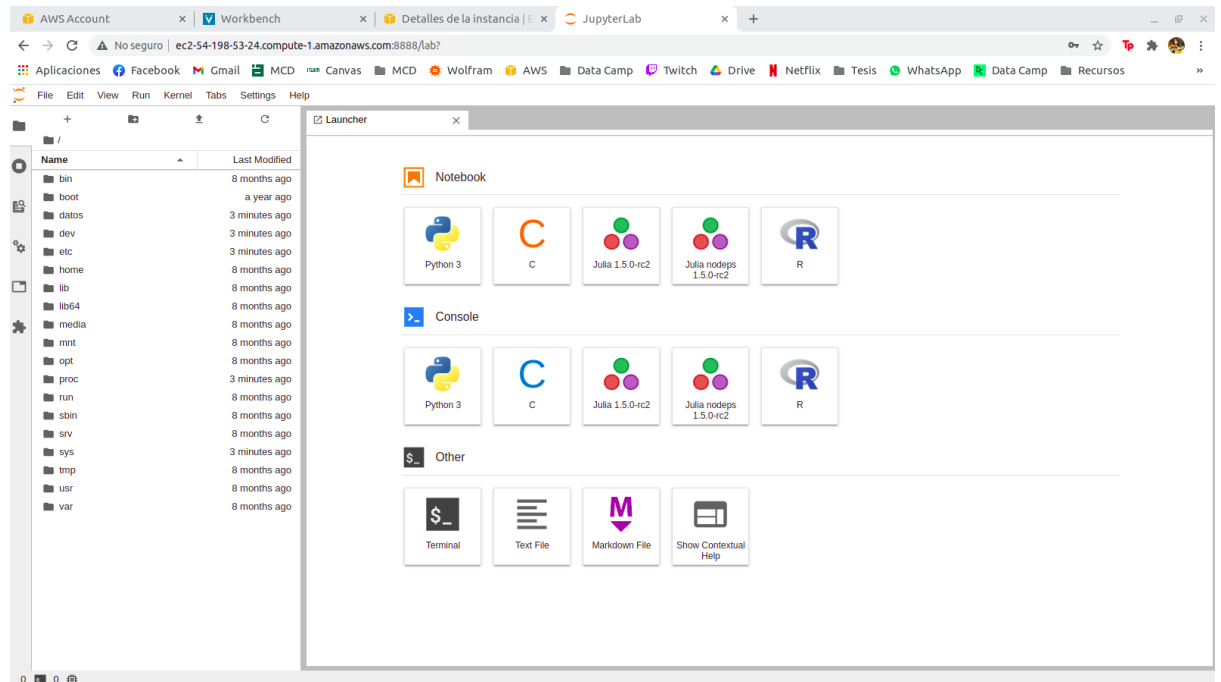 AWS Account Workbench Detalles de la instancia | E JupyterLab
No seguro ec2-54-198-53-24.compute-1.amazonaws.com:8888/lab?
Aplicaciones Facebook Gmail MCD Canvas MCD Wolfram AWS Data Camp Twitch Drive Netflix Tesis WhatsApp Data Camp Recursos »
File Edit View Run Kernel Tabs Settings Help
Launcher
/
Name Last Modified
bin 8 months ago
boot a year ago
datos 3 minutes ago
dev 3 minutes ago
etc 3 minutes ago
home 8 months ago
lib 8 months ago
lib64 8 months ago
media 8 months ago
mnt 8 months ago
opt 8 months ago
proc 3 minutes ago
run 8 months ago
sbin 8 months ago
srv 8 months ago
sys 3 minutes ago
tmp 8 months ago
usr 8 months ago
var 8 months ago
Notebook
Python 3 C Julia 1.5.0-rc2 Julia nodeps R
1.5.0-rc2
Console
Python 3 C Julia 1.5.0-rc2 Julia nodeps R
1.5.0-rc2
$_ Other
$_ M
Terminal Text File Markdown File Show Contextual
Help
0 0